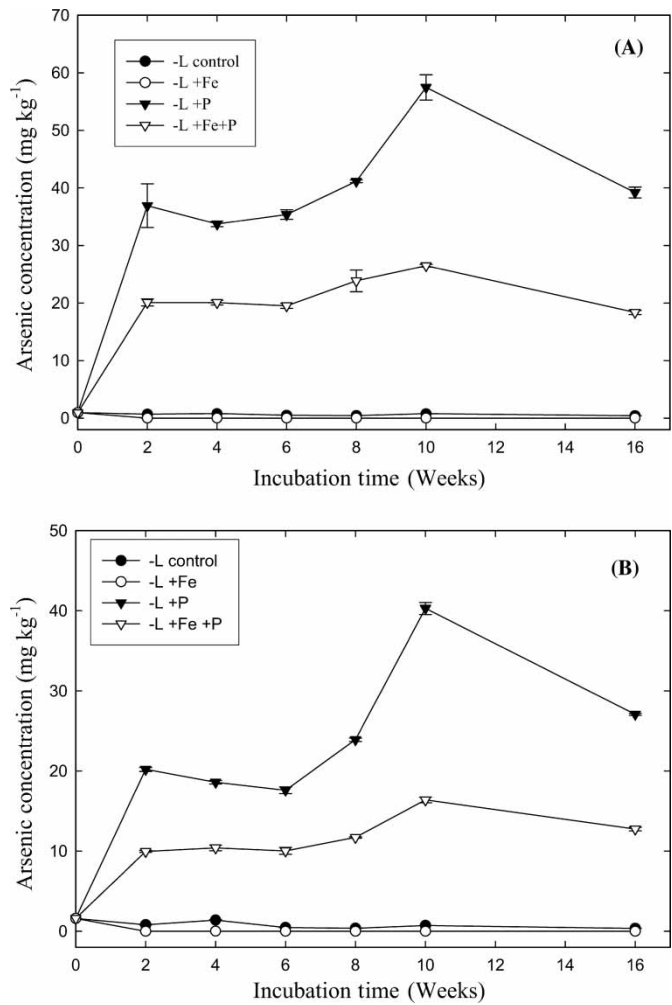 70
60
50
40
30
20
10
0
Arsenic concentration (mg kg⁻¹)
(A)
-L control
-L +Fe
-L +P
-L +Fe+P
0 2 4 6 8 10 12 14 16
Incubation time (Weeks)
50
40
30
20
10
0
Arsenic concentration (mg kg⁻¹)
(B)
-L control
-L +Fe
-L +P
-L +Fe +P
0 2 4 6 8 10 12 14 16
Incubation time (Weeks)